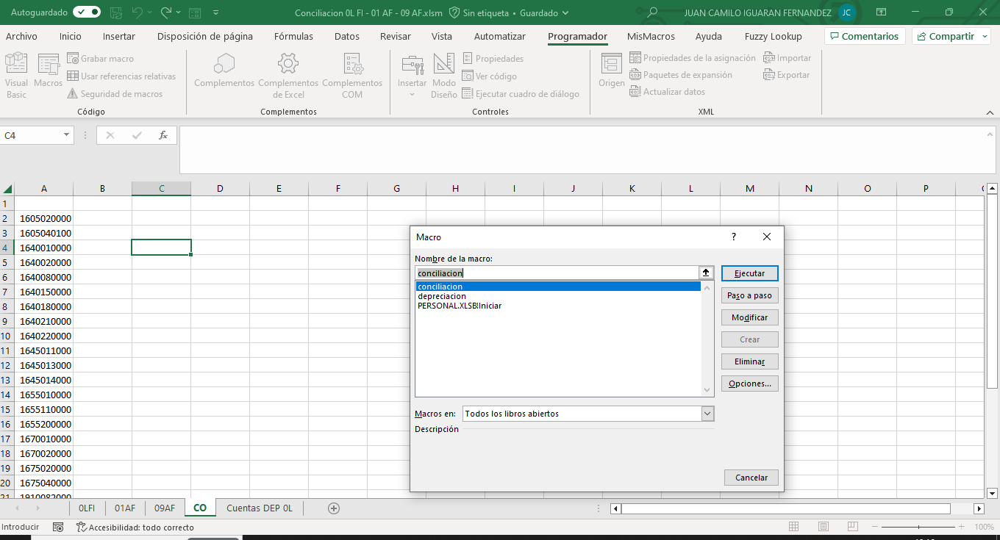 Autoguardado
Conciliacion 0L FI - 01 AF - 09 AF.xlsm
Sin etiqueta • Guardado
JUAN CAMILO IGUARAN FERNANDEZ
JC
Archivo Inicio Insertar Disposición de página Fórmulas Datos Revisar Vista Automatizar Programador MisMacros Ayuda Fuzzy Lookup Comentarios Compartir
Visual
Basic
Macros
Grabar macro
Usar referencias relativas
Seguridad de macros
Código
Complementos
Complementos
de Excel
Complementos
COM
Complementos
Insertar
Modo
Diseño
Propiedades
Ver código
Ejecutar cuadro de diálogo
Controles
Origen
Propiedades de la asignación
Paquetes de expansión
Actualizar datos
Importar
Exportar
XML
C4
fx
A B C D E F G H I J K L M N O P
1
2 1605020000
3 1605040100
4 1640010000
5 1640020000
6 1640080000
7 1640150000
8 1640180000
9 1640210000
10 1640220000
11 1645011000
12 1645013000
13 1645014000
14 1655010000
15 1655110000
16 1655200000
17 1670010000
18 1670020000
19 1675020000
20 1675040000
21 1910082000
Macro
?
Nombre de la macro:
conciliacion
conciliacion
depreciacion
PERSONAL.XLSB!Iniciar
Ejecutar
Paso a paso
Modificar
Crear
Eliminar
Opciones...
Macros en: Todos los libros abiertos
Descripción
Cancelar
0LFI 01AF 09AF CO Cuentas DEP 0L
Introducir
Accesibilidad: todo correcto
100%